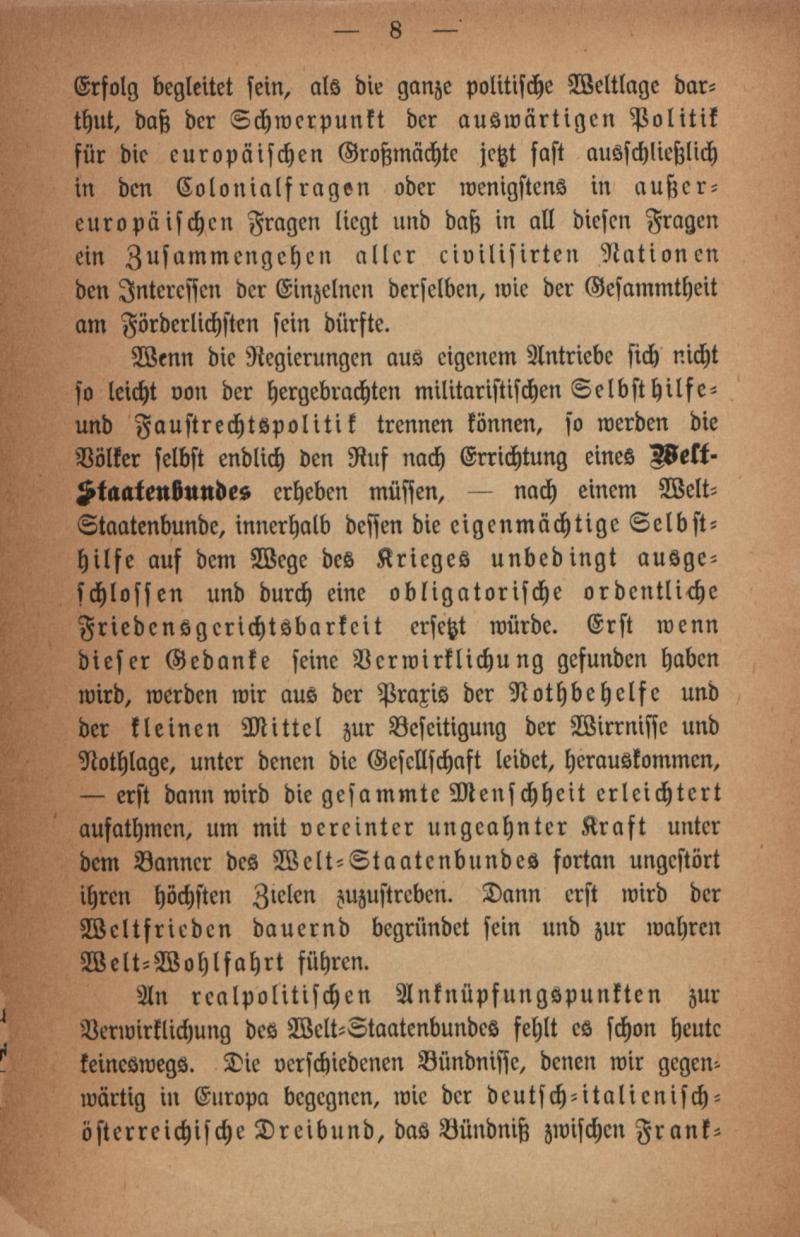 — 8 —
Erfolg begleitet sein, als die ganze politische Weltlage dar-
thut, daß der Schwerpunkt der auswärtigen Politik
für die europäischen Großmächte jetzt fast ausschließlich
in den Colonialfragen oder wenigstens in außer-
europäischen Fragen liegt und daß in all diesen Fragen
ein Zusammengehen aller civilisirten Nationen
den Interessen der Einzelnen derselben, wie der Gesammtheit
am Förderlichsten sein dürfte.
Wenn die Regierungen aus eigenem Antriebe sich nicht
so leicht von der hergebrachten militaristischen Selbsthilfe-
und Faustrechtspolitik trennen können, so werden die
Völker selbst endlich den Ruf nach Errichtung eines Welt-
Staatenbundes erheben müssen, — nach einem Welt-
Staatenbunde, innerhalb dessen die eigenmächtige Selbst-
hilfe auf dem Wege des Krieges unbedingt ausge-
schlossen und durch eine obligatorische ordentliche
Friedensgerichtsbarkeit ersetzt würde. Erst wenn
dieser Gedanke seine Verwirklichung gefunden haben
wird, werden wir aus der Praxis der Nothbehelfe und
der kleinen Mittel zur Beseitigung der Wirrnisse und
Nothlage, unter denen die Gesellschaft leidet, herauskommen,
— erst dann wird die gesammte Menschheit erleichtert
aufathmen, um mit vereinter ungeahnter Kraft unter
dem Banner des Welt-Staatenbundes fortan ungestört
ihren höchsten Zielen zuzustreben. Dann erst wird der
Weltfrieden dauernd begründet sein und zur wahren
Welt-Wohlfahrt führen.
An realpolitischen Anknüpfungspunkten zur
Verwirklichung des Welt-Staatenbundes fehlt es schon heute
keineswegs. Die verschiedenen Bündnisse, denen wir gegen-
wärtig in Europa begegnen, wie der deutsch-italienisch-
österreichische Dreibund, das Bündniß zwischen Frank-